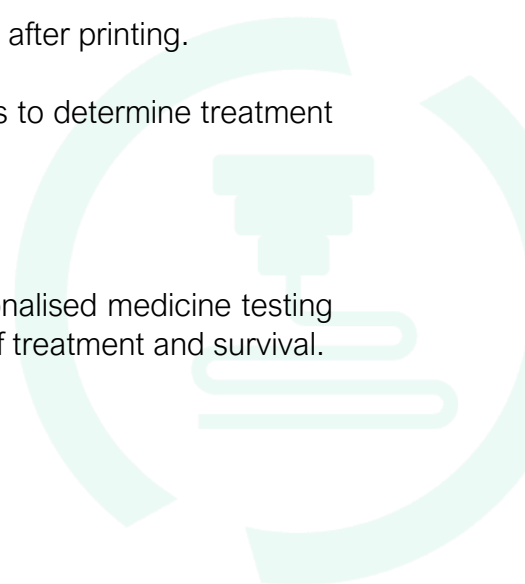 after printing.
s to determine treatment
nalised medicine testing
f treatment and survival.